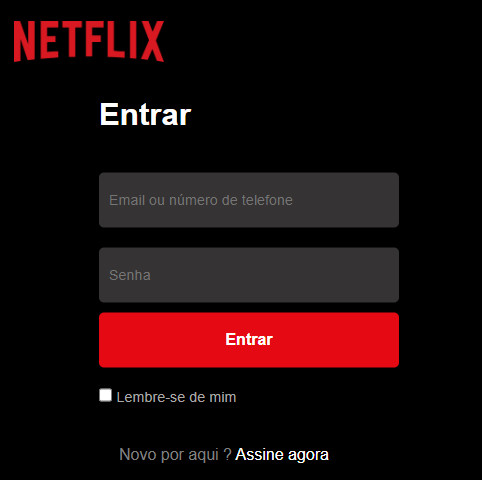 NETFLIX
Entrar
Email ou número de telefone
Senha
Entrar
Lembre-se de mim
Novo por aqui ? Assine agora